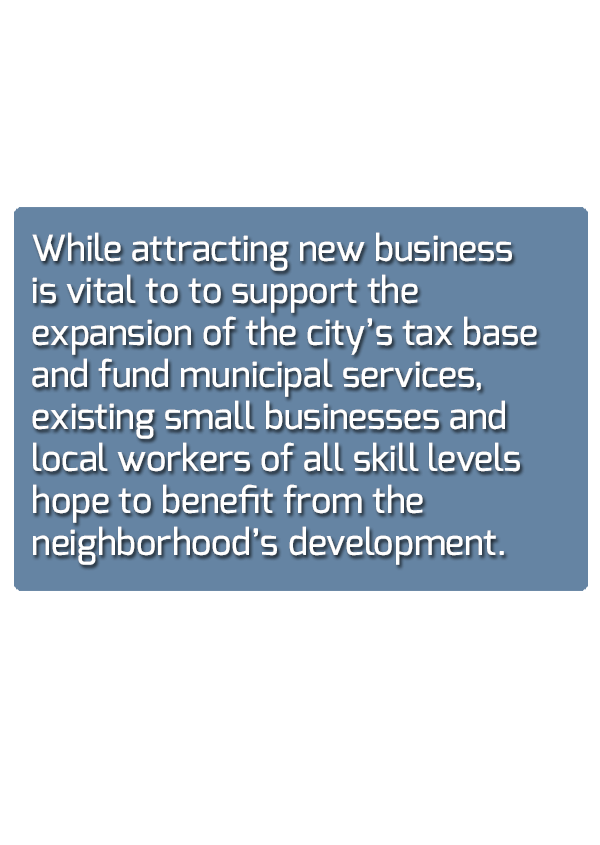 While attracting new business
is vital to to support the
expansion of the city’s tax base
and fund municipal services,
existing small businesses and
local workers of all skill levels
hope to benefit from the
neighborhood’s development.